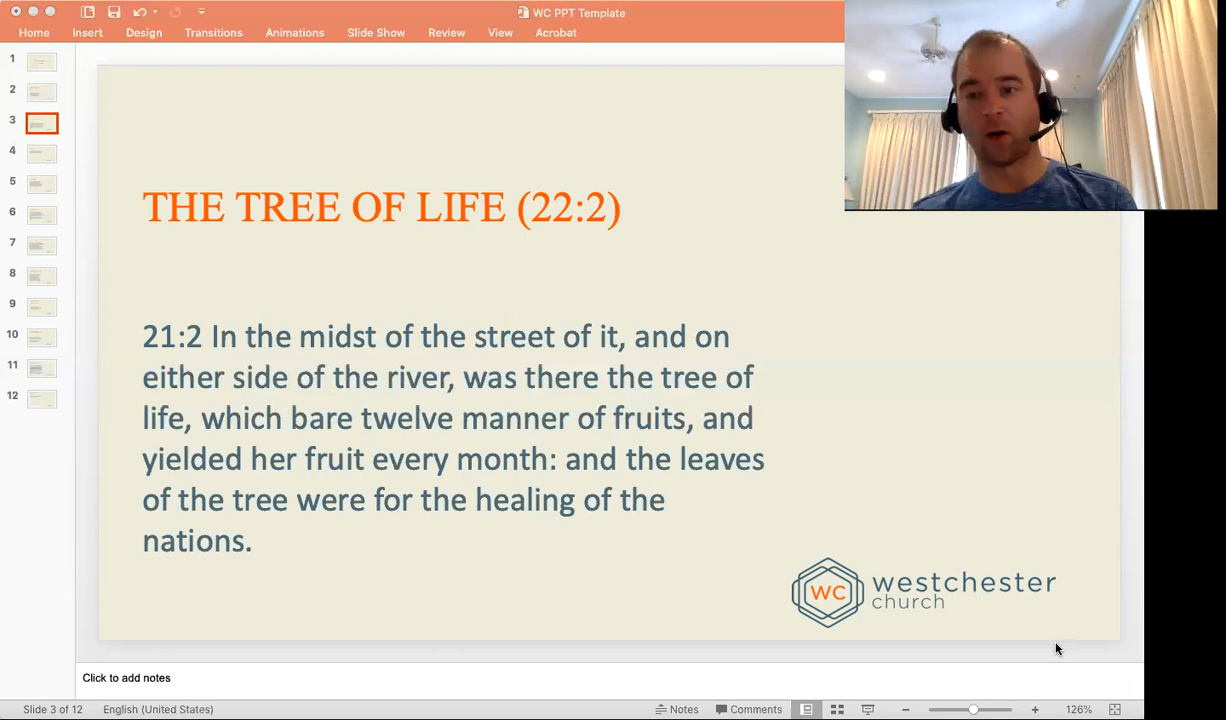 WC PPT Template
Home Insert Design Transitions Animations Slide Show Review View Acrobat
1
2
3
4
5
6
7
8
9
10
11
12
THE TREE OF LIFE (22:2)
21:2 In the midst of the street of it, and on
either side of the river, was there the tree of
life, which bare twelve manner of fruits, and
yielded her fruit every month: and the leaves
of the tree were for the healing of the
nations.
WC westchester
church
Click to add notes
Slide 3 of 12 English (United States) Notes Comments 126%